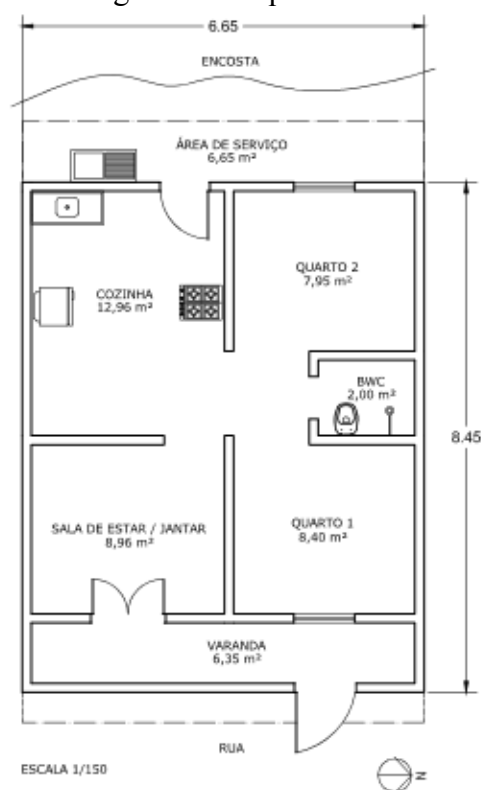 6.65
ENCOSTA
ÁREA DE SERVIÇO
6,65 m²
QUARTO 2
7,95 m²
COZINHA
12,96 m²
BWC
2,00 m²
8.45
SALA DE ESTAR / JANTAR
8,96 m²
QUARTO 1
8,40 m²
VARANDA
6,35 m²
RUA
ESCALA 1/150
N